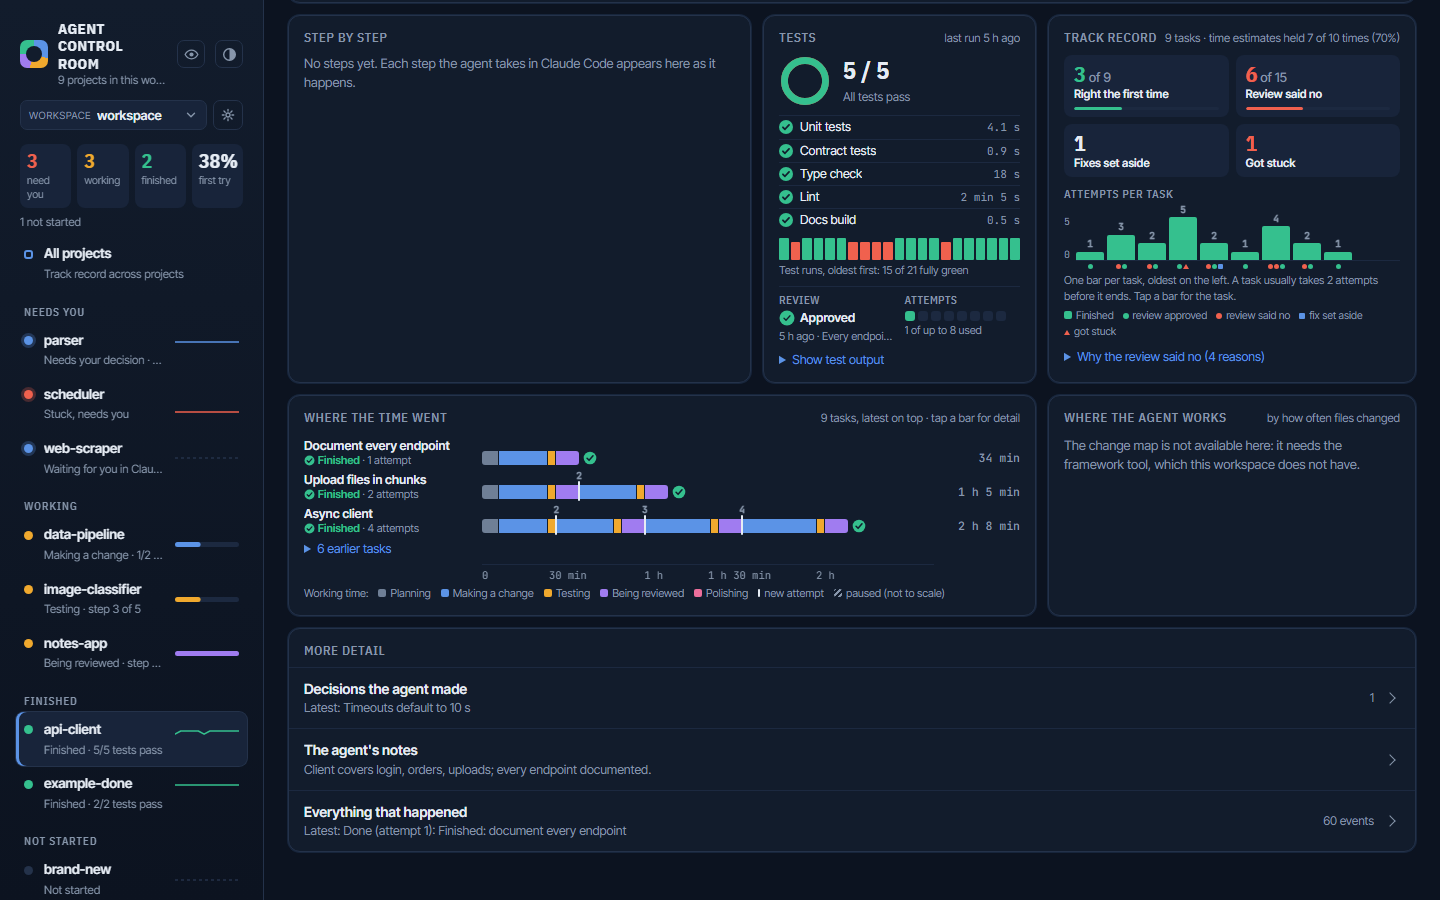 AGENT
CONTROL
ROOM
9 projects in this wo...
WORKSPACE workspace
3 need you
3 working
2 finished
38% first try
1 not started
All projects
Track record across projects
NEEDS YOU
parser
Needs your decision · ...
scheduler
Stuck, needs you
web-scraper
Waiting for you in Clau...
WORKING
data-pipeline
Making a change · 1/2 ...
image-classifier
Testing · step 3 of 5
notes-app
Being reviewed · step ...
FINISHED
api-client
Finished · 5/5 tests pass
example-done
Finished · 2/2 tests pass
NOT STARTED
brand-new
Not started
STEP BY STEP
No steps yet. Each step the agent takes in Claude Code appears here as it
happens.
TESTS last run 5 h ago
5 / 5
All tests pass
Unit tests 4.1 s
Contract tests 0.9 s
Type check 18 s
Lint 2 min 5 s
Docs build 0.5 s
Test runs, oldest first: 15 of 21 fully green
REVIEW
Approved
5 h ago · Every endpoi...
ATTEMPTS
1 of up to 8 used
Show test output
TRACK RECORD 9 tasks · time estimates held 7 of 10 times (70%)
3 of 9
Right the first time
6 of 15
Review said no
1
Fixes set aside
1
Got stuck
ATTEMPTS PER TASK
5
0
1 3 2 5 2 1 4 2 1
One bar per task, oldest on the left. A task usually takes 2 attempts
before it ends. Tap a bar for the task.
Finished review approved review said no fix set aside
got stuck
Why the review said no (4 reasons)
WHERE THE TIME WENT 9 tasks, latest on top · tap a bar for detail
Document every endpoint
Finished · 1 attempt
34 min
Upload files in chunks
Finished · 2 attempts
2
1 h 5 min
Async client
Finished · 4 attempts
2 3 4
2 h 8 min
6 earlier tasks
0 30 min 1 h 1 h 30 min 2 h
Working time: Planning Making a change Testing Being reviewed Polishing new attempt paused (not to scale)
WHERE THE AGENT WORKS by how often files changed
The change map is not available here: it needs the
framework tool, which this workspace does not have.
MORE DETAIL
Decisions the agent made
Latest: Timeouts default to 10 s
1
The agent's notes
Client covers login, orders, uploads; every endpoint documented.
Everything that happened
Latest: Done (attempt 1): Finished: document every endpoint
60 events